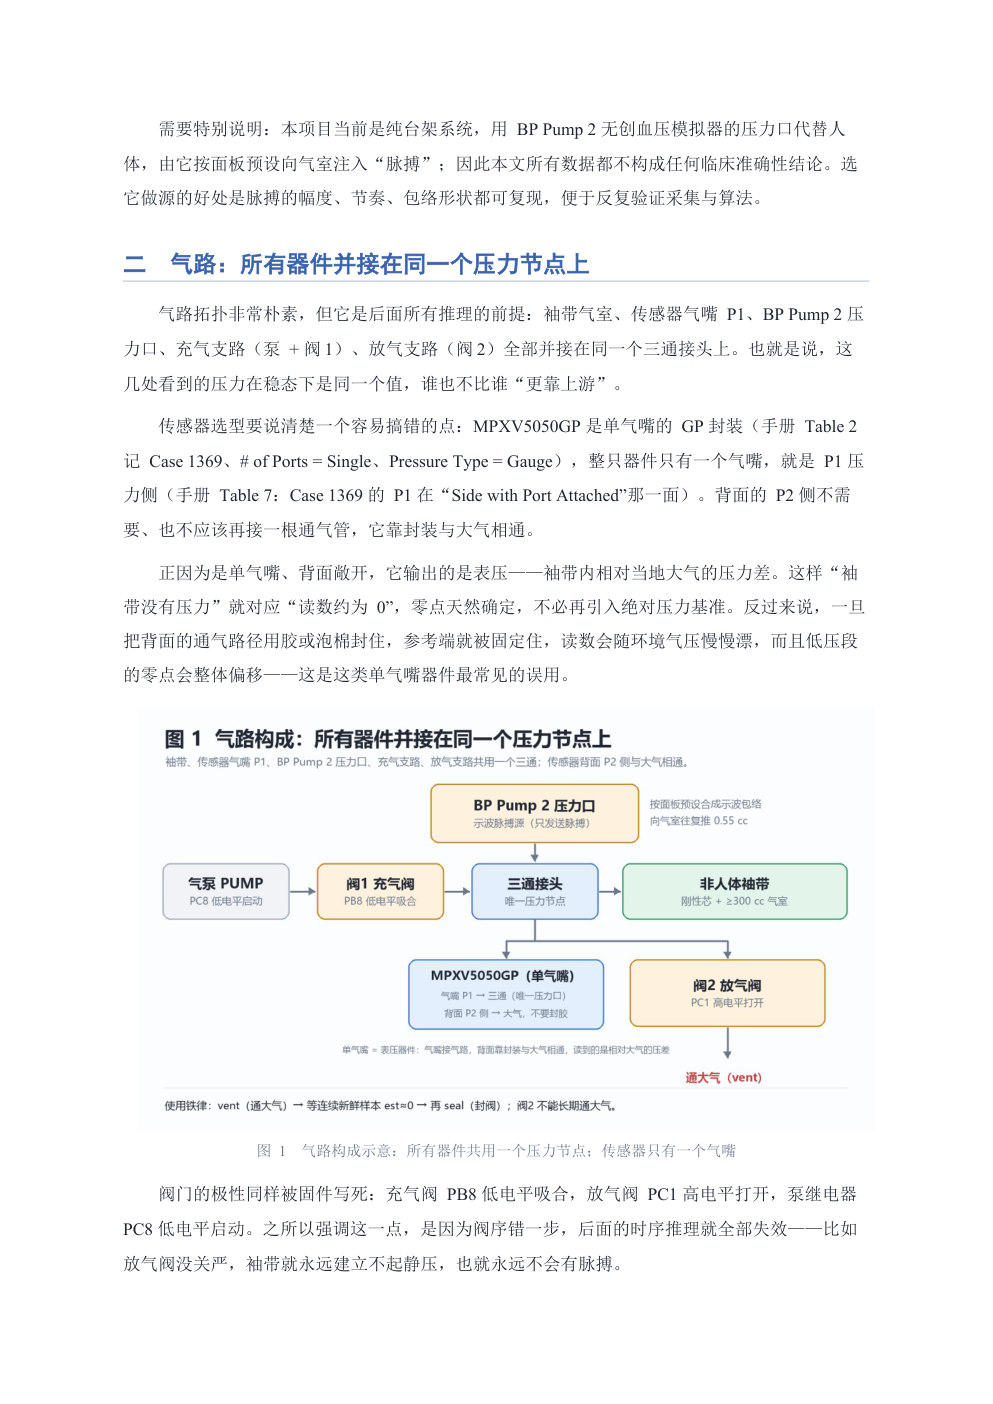 需要特别说明：本项目当前是纯台架系统，用 BP Pump 2 无创血压模拟器的压力口代替人
体，由它按面板预设向气室注入“脉搏”；因此本文所有数据都不构成任何临床准确性结论。选
它做源的好处是脉搏的幅度、节奏、包络形状都可复现，便于反复验证采集与算法。
二 气路：所有器件并接在同一个压力节点上
气路拓扑非常朴素，但它是后面所有推理的前提：袖带气室、传感器气嘴 P1、BP Pump 2 压
力口、充气支路（泵 + 阀 1）、放气支路（阀 2）全部并接在同一个三通接头上。也就是说，这
几处看到的压力在稳态下是同一个值，谁也不比谁“更靠上游”。
传感器选型要说清楚一个容易搞错的点：MPXV5050GP 是单气嘴的 GP 封装（手册 Table 2
记 Case 1369、# of Ports = Single、Pressure Type = Gauge），整只器件只有一个气嘴，就是 P1 压
力侧（手册 Table 7：Case 1369 的 P1 在“Side with Port Attached”那一面）。背面的 P2 侧不需
要、也不应该再接一根通气管，它靠封装与大气相通。
正因为是单气嘴、背面敞开，它输出的是表压——袖带内相对当地大气的压力差。这样“袖
带没有压力”就对应“读数约为 0”，零点天然确定，不必再引入绝对压力基准。反过来说，一旦
把背面的通气路径用胶或泡棉封住，参考端就被固定住，读数会随环境气压慢慢漂，而且低压段
的零点会整体偏移——这是这类单气嘴器件最常见的误用。
图 1 气路构成：所有器件并接在同一个压力节点上
袖带、传感器气嘴 P1、BP Pump 2 压力口、充气支路、放气支路共用一个三通；传感器背面 P2 侧与大气相通。
BP Pump 2 压力口
示波脉搏源（只发送脉搏）
按面板预设合成示波包络
向气室往复推 0.55 cc
气泵 PUMP
PC8 低电平启动
阀1 充气阀
PB8 低电平吸合
三通接头
唯一压力节点
非人体袖带
刚性芯 + ≥300 cc 气室
MPXV5050GP（单气嘴）
气嘴 P1 → 三通（唯一压力口）
背面 P2 侧 → 大气，不要封胶
阀2 放气阀
PC1 高电平打开
单气嘴 = 表压器件：气嘴接气路，背面靠封装与大气相通，读到的是相对大气的压差
通大气（vent）
使用铁律：vent（通大气）→ 等连续新鲜样本 est≈0 → 再 seal（封阀）；阀2 不能长期通大气。
图 1 气路构成示意：所有器件共用一个压力节点；传感器只有一个气嘴
阀门的极性同样被固件写死：充气阀 PB8 低电平吸合，放气阀 PC1 高电平打开，泵继电器
PC8 低电平启动。之所以强调这一点，是因为阀序错一步，后面的时序推理就全部失效——比如
放气阀没关严，袖带就永远建立不起静压，也就永远不会有脉搏。